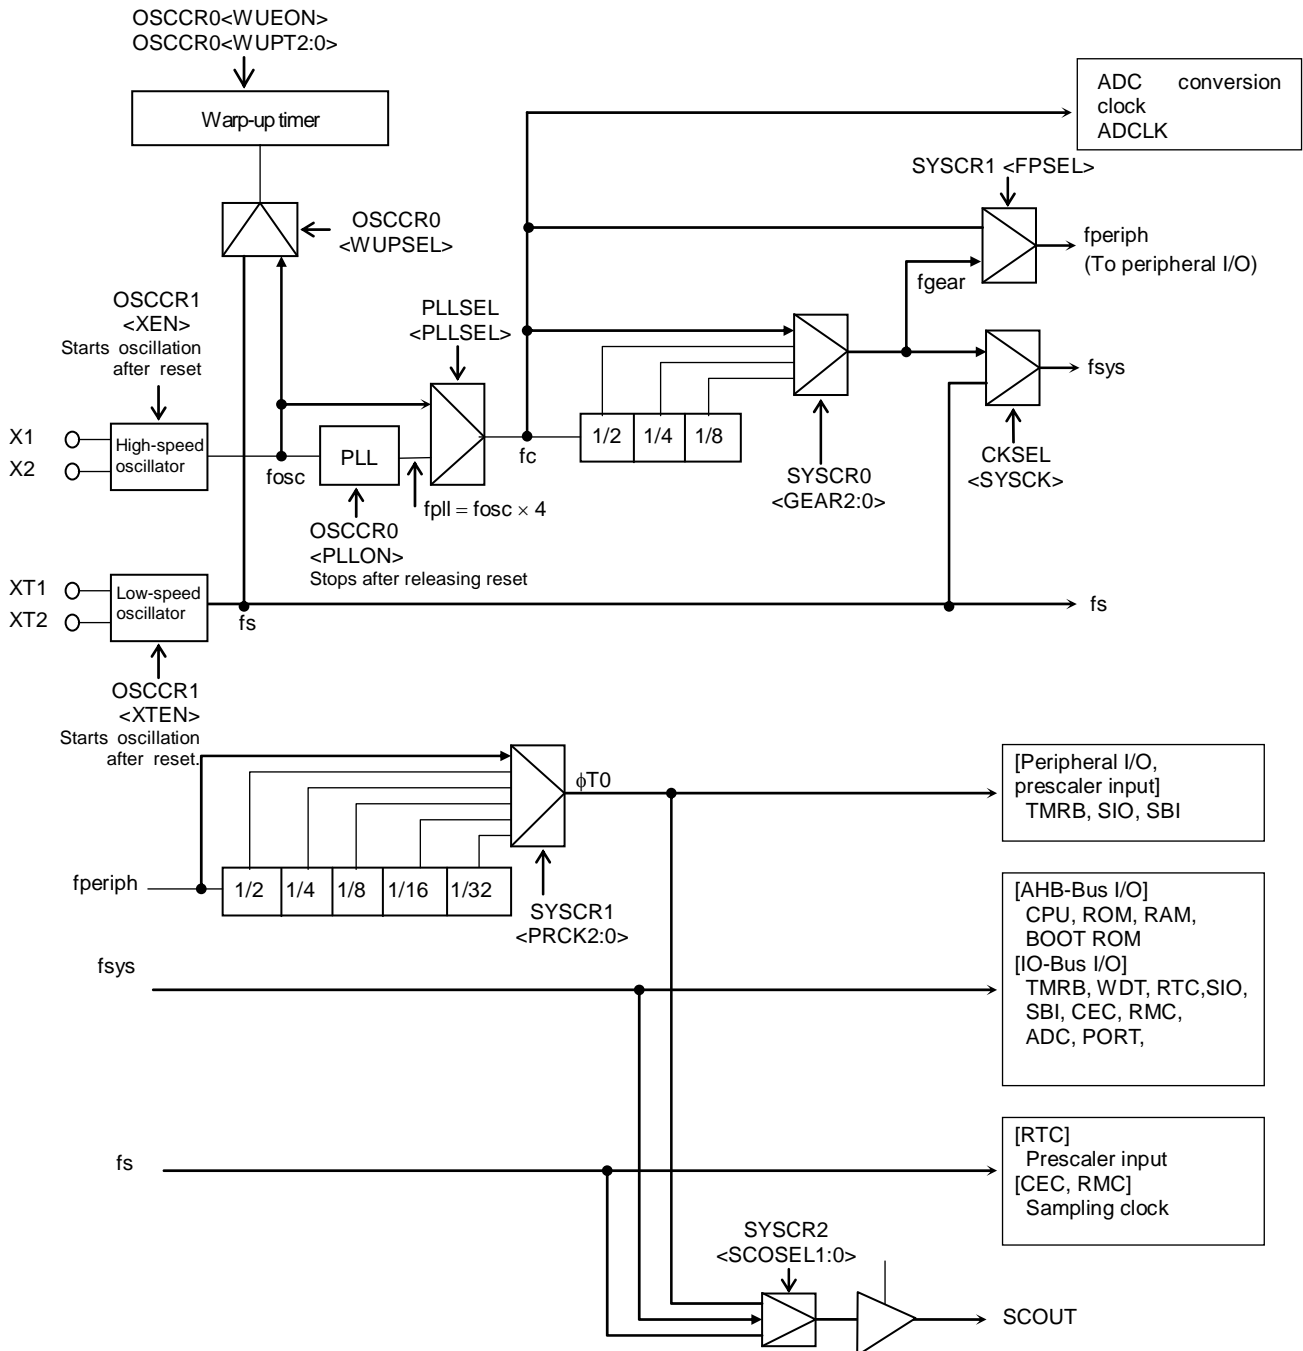 OSCCR0<WUEON>
OSCCR0<WUPT2:0>
Warp-up timer
ADC conversion
clock
ADCLK
SYSCR1 <FPSEL>
OSCCR0
<WUPSEL>
fperiph
(To peripheral I/O)
fgear
OSCCR1
<XEN>
Starts oscillation
after reset
PLLSEL
<PLLSEL>
fsys
X1
X2
High-speed
oscillator
fosc
PLL
fc
1/2
1/4
1/8
SYSCR0
<GEAR2:0>
CKSEL
<SYSCK>
fpll = fosc × 4
OSCCR0
<PLLON>
Stops after releasing reset
XT1
XT2
Low-speed
oscillator
fs
fs
OSCCR1
<XTEN>
Starts oscillation
after reset.
ϕT0
[Peripheral I/O,
prescaler input]
TMRB, SIO, SBI
fperiph
1/2
1/4
1/8
1/16
1/32
SYSCR1
<PRCK2:0>
[AHB-Bus I/O]
CPU, ROM, RAM,
BOOT ROM
[IO-Bus I/O]
TMRB, WDT, RTC,SIO,
SBI, CEC, RMC,
ADC, PORT,
fsys
fs
[RTC]
Prescaler input
[CEC, RMC]
Sampling clock
SYSCR2
<SCOSEL1:0>
SCOUT